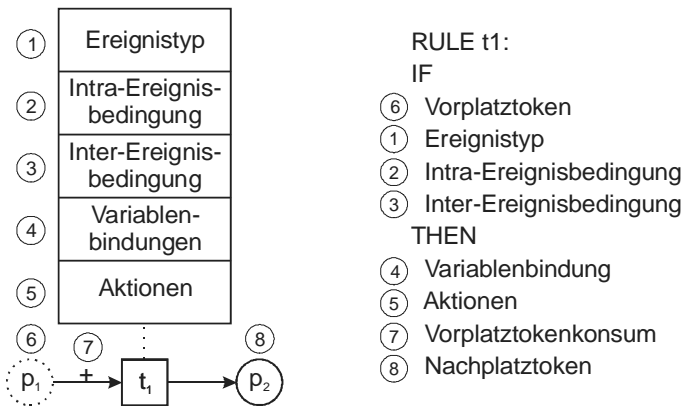 1
Ereignistyp
2
Intra-Ereignis-
bedingung
3
Inter-Ereignis-
bedingung
4
Variablen-
bindungen
5
Aktionen
6
7
8
p₁
+
t₁
p₂
RULE t1:
IF
6 Vorplatztoken
1 Ereignistyp
2 Intra-Ereignisbedingung
3 Inter-Ereignisbedingung
THEN
4 Variablenbindung
5 Aktionen
7 Vorplatztokenkonsum
8 Nachplatztoken